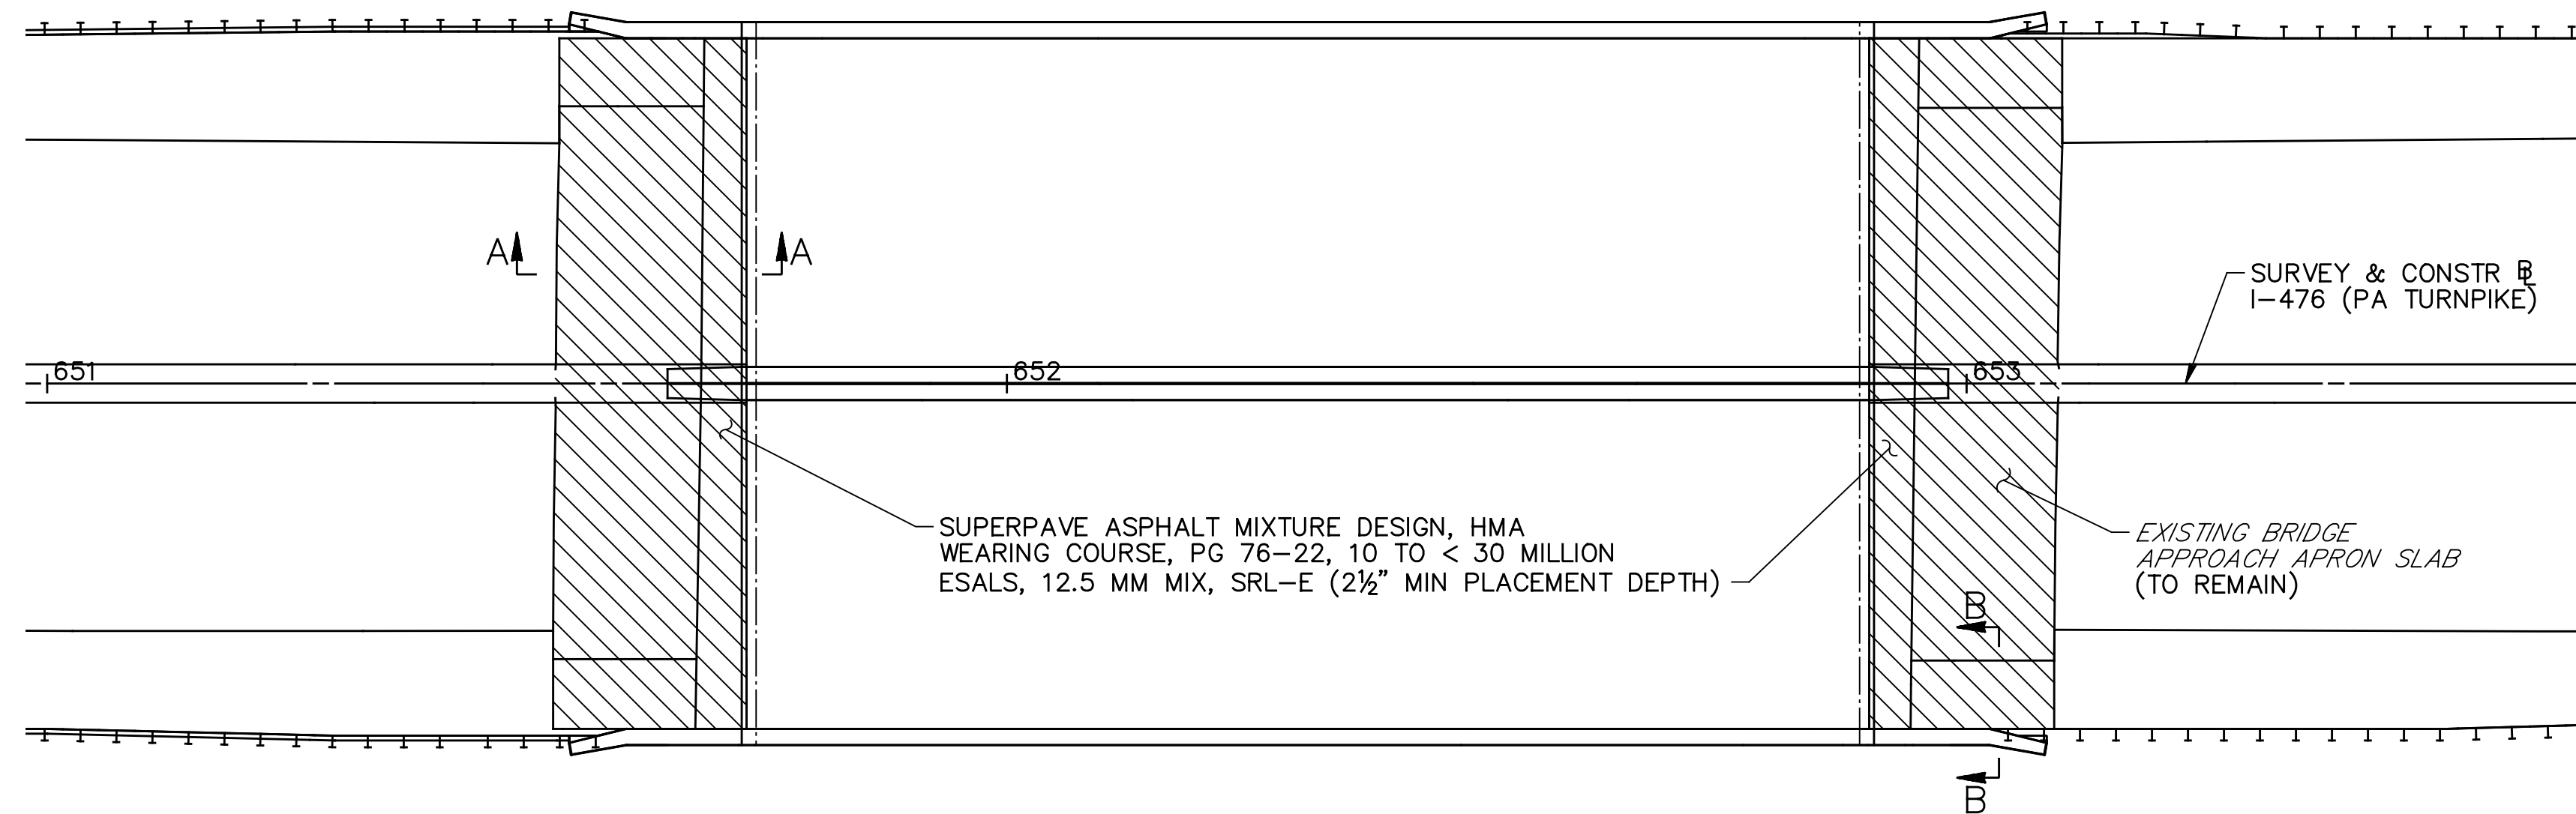 A
A
SURVEY & CONSTR BL
I-476 (PA TURNPIKE)
651
652
653
SUPERPAVE ASPHALT MIXTURE DESIGN, HMA
WEARING COURSE, PG 76-22, 10 TO < 30 MILLION
ESALS, 12.5 MM MIX, SRL-E (2½" MIN PLACEMENT DEPTH)
EXISTING BRIDGE
APPROACH APRON SLAB
(TO REMAIN)
B
B